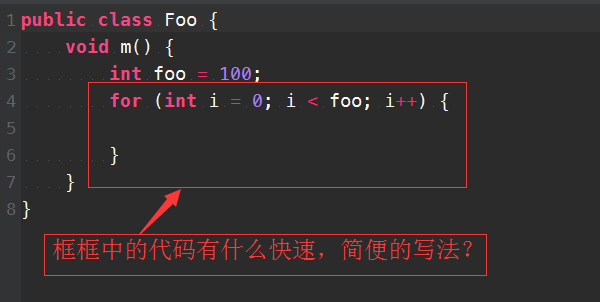 1 public class Foo {
2     void m() {
3         int foo = 100;
4         for (int i = 0; i < foo; i++) {
5
6         }
7     }
8 }
框框中的代码有什么快速，简便的写法？